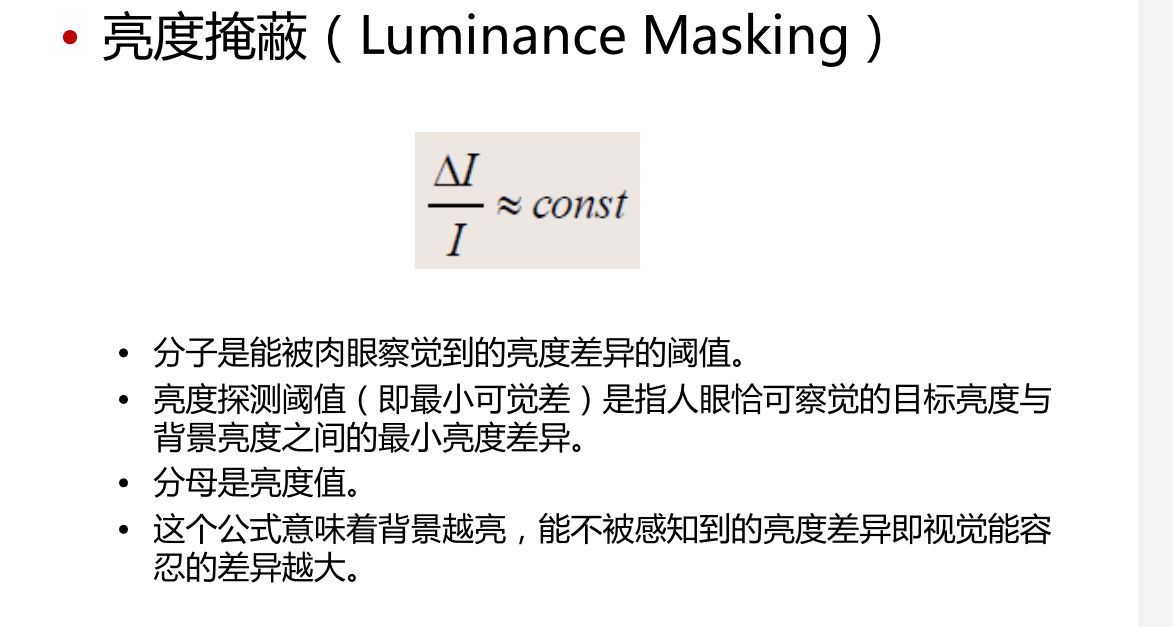 • 亮度掩蔽（Luminance Masking）
ΔI
≈ const
I
• 分子是能被肉眼察觉到的亮度差异的阈值。
• 亮度探测阈值（即最小可觉差）是指人眼恰可察觉的目标亮度与
背景亮度之间的最小亮度差异。
• 分母是亮度值。
• 这个公式意味着背景越亮，能不被感知到的亮度差异即视觉能容
忍的差异越大。